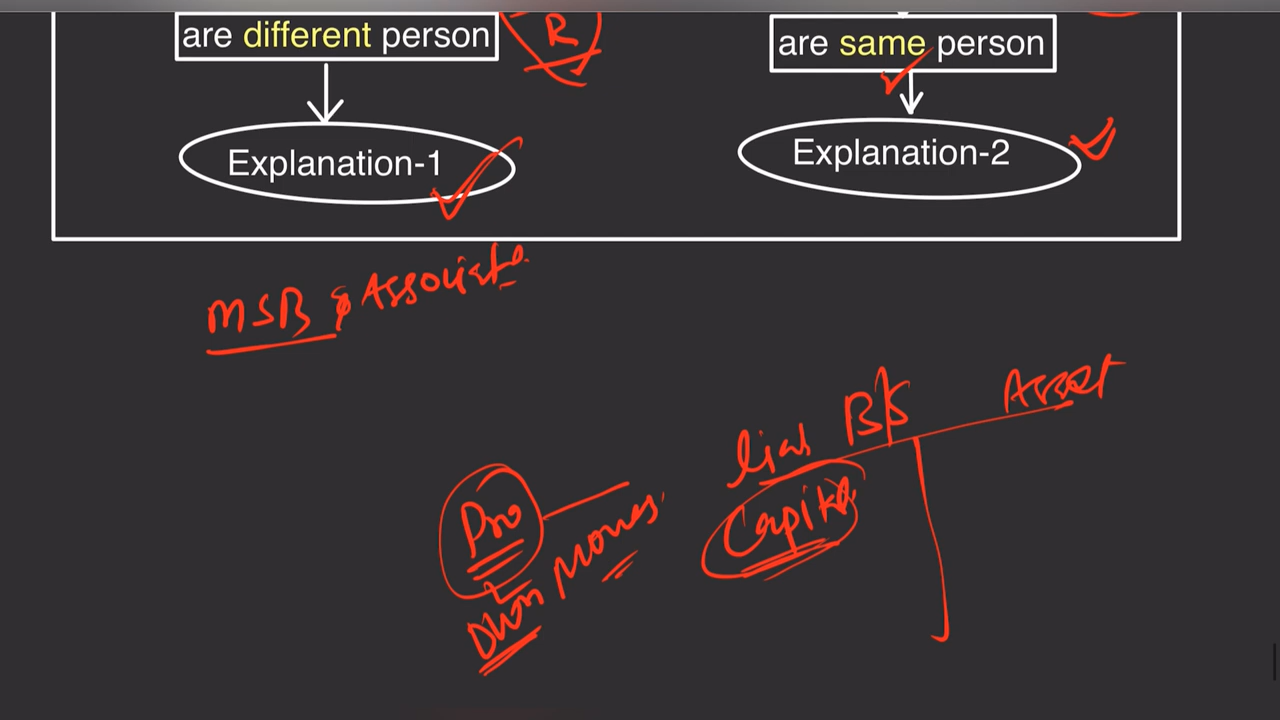 are different person
R
are same person
Explanation-1
Explanation-2
MSB & Associate
liab B/S Asset
Capital
Pro
own money